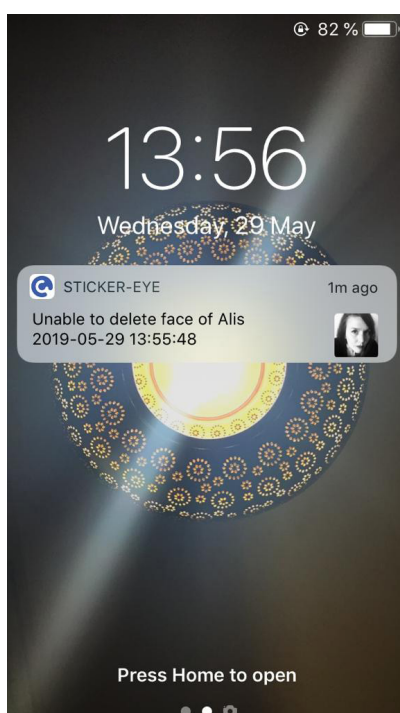 82 %
13:56
Wednesday, 29 May
STICKER-EYE 1m ago
Unable to delete face of Alis
2019-05-29 13:55:48
Press Home to open